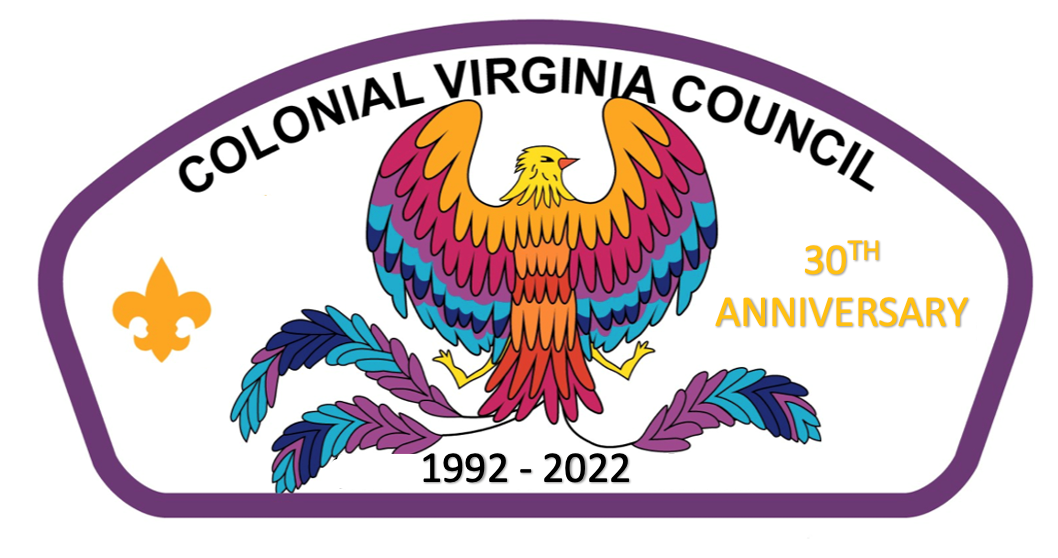 COLONIAL VIRGINIA COUNCIL
30TH
ANNIVERSARY
1992 - 2022